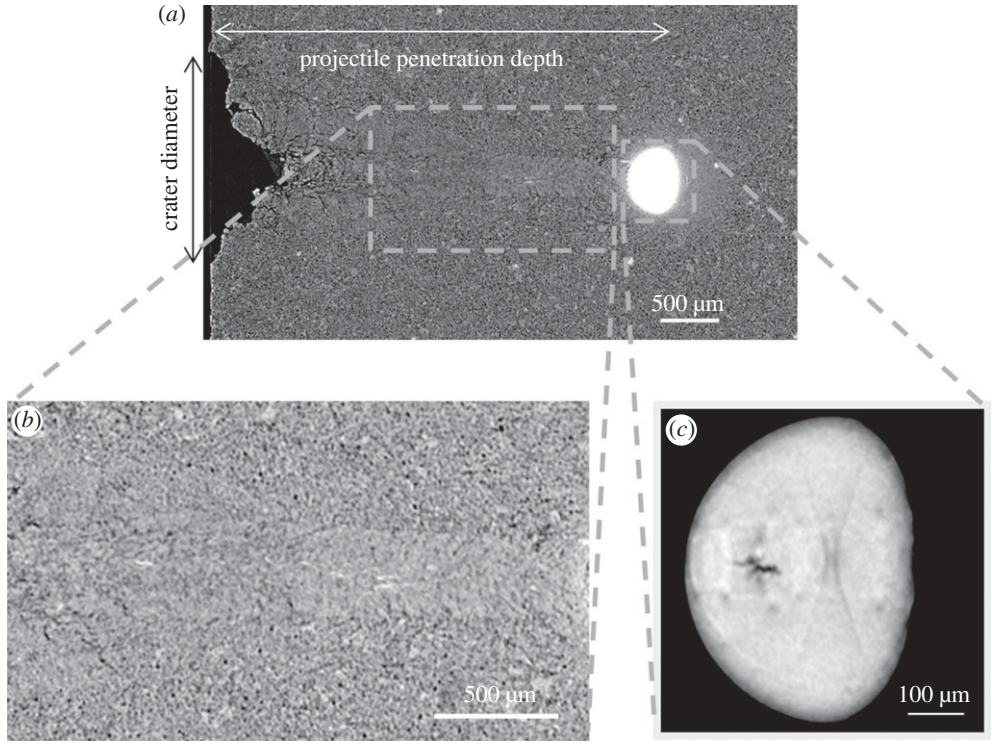 (a)
projectile penetration depth
crater diameter
500 µm
(b)
500 µm
(c)
100 µm